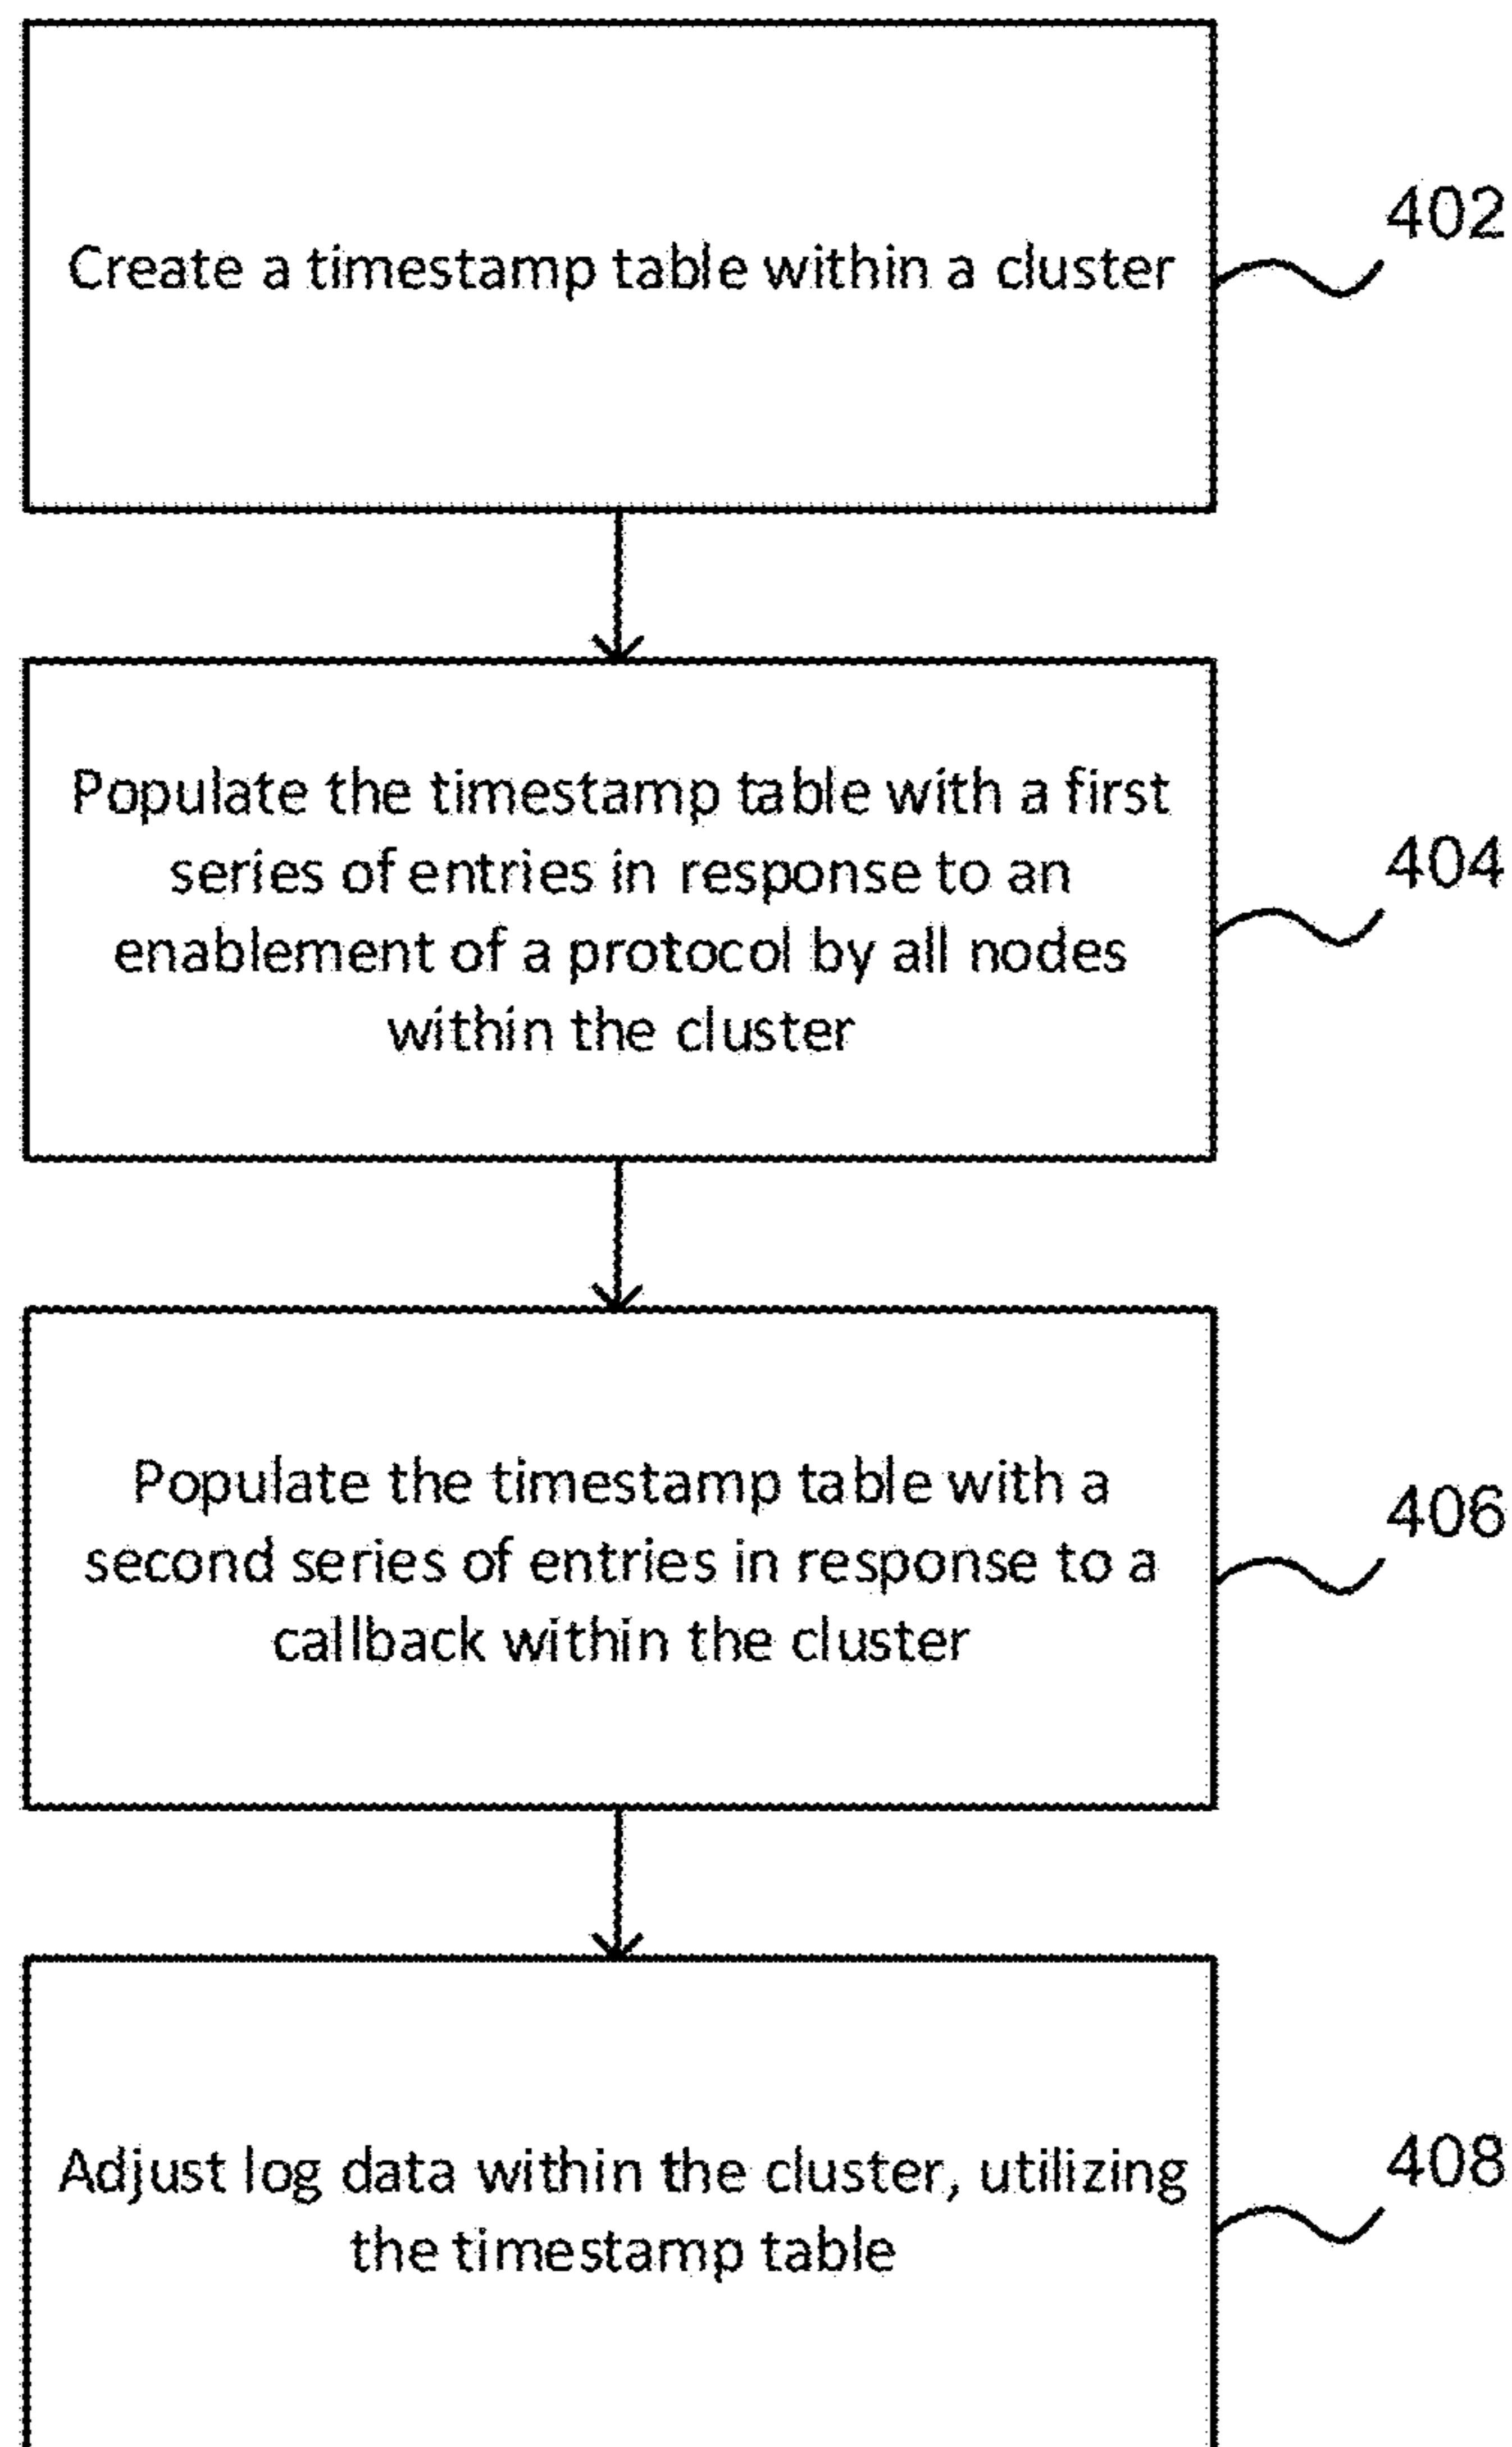 Create a timestamp table within a cluster
402
Populate the timestamp table with a first
series of entries in response to an
enablement of a protocol by all nodes
within the cluster
404
Populate the timestamp table with a
second series of entries in response to a
callback within the cluster
406
Adjust log data within the cluster, utilizing
the timestamp table
408